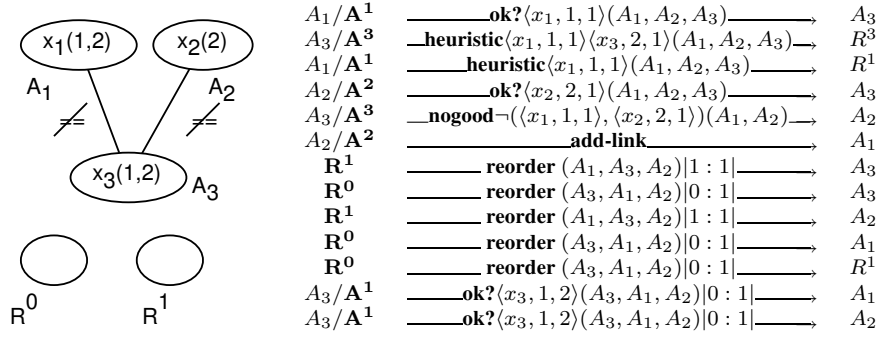 x₁(1,2) x₂(2)
A₁ A₂
== ==
x₃(1,2) A₃
R⁰ R¹
A₁/A¹ ok?⟨x₁, 1, 1⟩(A₁, A₂, A₃) → A₃
A₃/A³ heuristic⟨x₁, 1, 1⟩⟨x₃, 2, 1⟩(A₁, A₂, A₃) → R³
A₁/A¹ heuristic⟨x₁, 1, 1⟩(A₁, A₂, A₃) → R¹
A₂/A² ok?⟨x₂, 2, 1⟩(A₁, A₂, A₃) → A₃
A₃/A³ nogood¬(⟨x₁, 1, 1⟩, ⟨x₂, 2, 1⟩)(A₁, A₂) → A₂
A₂/A² add-link → A₁
R¹ reorder (A₁, A₃, A₂)|1 : 1| → A₃
R⁰ reorder (A₃, A₁, A₂)|0 : 1| → A₃
R¹ reorder (A₁, A₃, A₂)|1 : 1| → A₂
R⁰ reorder (A₃, A₁, A₂)|0 : 1| → A₁
R⁰ reorder (A₃, A₁, A₂)|0 : 1| → R¹
A₃/A¹ ok?⟨x₃, 1, 2⟩(A₃, A₁, A₂)|0 : 1| → A₁
A₃/A¹ ok?⟨x₃, 1, 2⟩(A₃, A₁, A₂)|0 : 1| → A₂